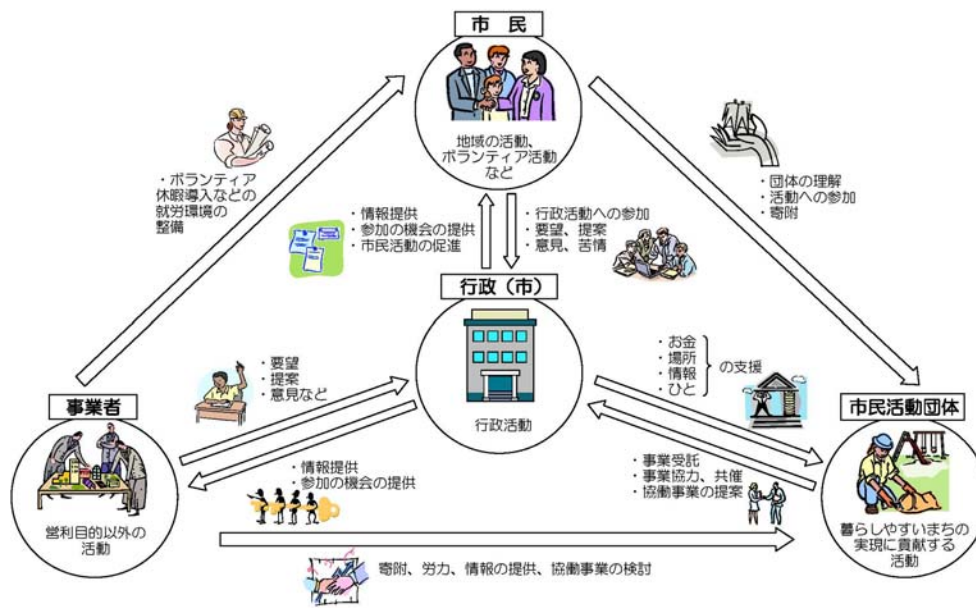 市 民
地域の活動、
ボランティア活動
など
・ボランティア
休暇導入などの
就労環境の
整備
・団体の理解
・活動への参加
・寄附
・情報提供
・参加の機会の提供
・市民活動の促進
・行政活動への参加
・要望、提案
・意見、苦情
行政（市）
行政活動
・要望
・提案
・意見など
・お金
・場所
・情報
・ひと
の支援
事業者
営利目的以外の
活動
市民活動団体
暮らしやすいまちの
実現に貢献する
活動
・情報提供
・参加の機会の提供
・事業受託
・事業協力、共催
・協働事業の提案
寄附、労力、情報の提供、協働事業の検討